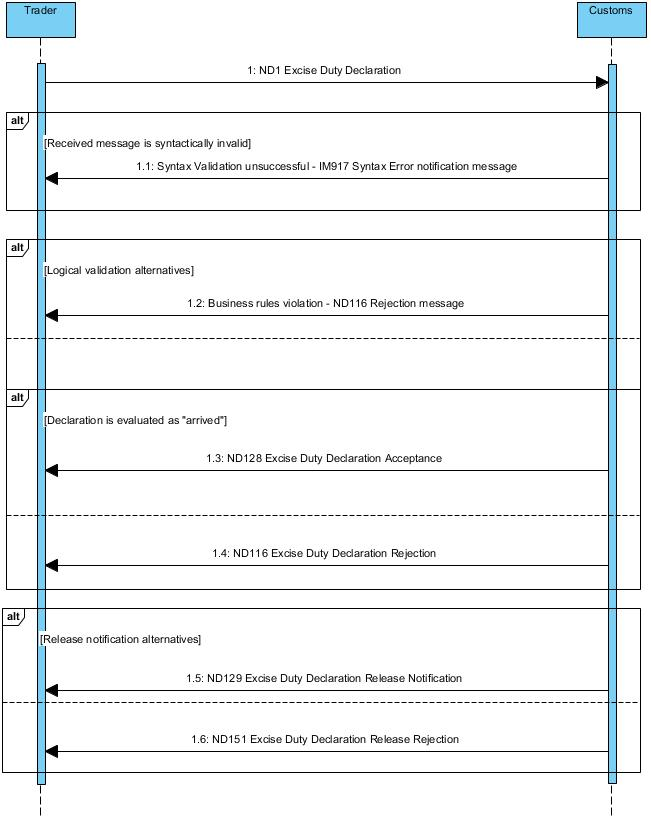 Trader
Customs
1: ND1 Excise Duty Declaration
alt
[Received message is syntactically invalid]
1.1: Syntax Validation unsuccessful - IM917 Syntax Error notification message
alt
[Logical validation alternatives]
1.2: Business rules violation - ND116 Rejection message
alt
[Declaration is evaluated as "arrived"]
1.3: ND128 Excise Duty Declaration Acceptance
1.4: ND116 Excise Duty Declaration Rejection
alt
[Release notification alternatives]
1.5: ND129 Excise Duty Declaration Release Notification
1.6: ND151 Excise Duty Declaration Release Rejection